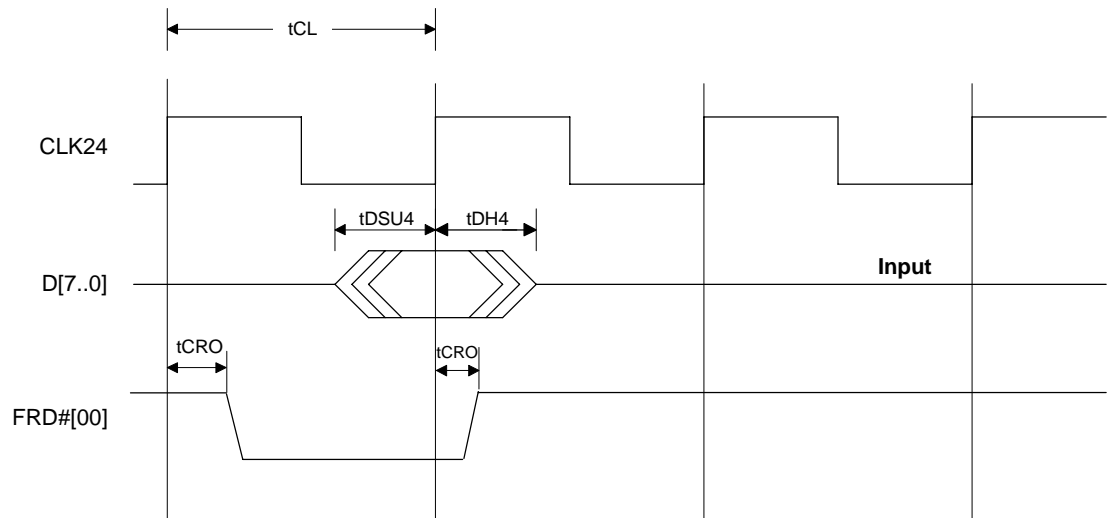 tCL
CLK24
tDSU4 tDH4
D[7..0] Input
tCRO tCRO
FRD#[00]